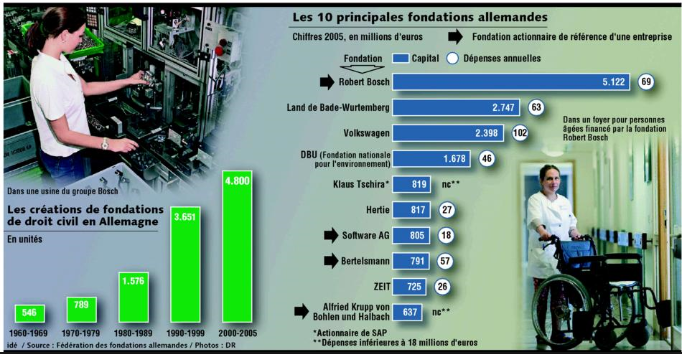 Les 10 principales fondations allemandes
Chiffres 2005, en millions d'euros
Fondation actionnaire de référence d'une entreprise
Fondation
Capital
Dépenses annuelles
Robert Bosch
5.122
69
Land de Bade-Wurtemberg
2.747
63
Volkswagen
2.398
102
DBU (Fondation nationale
pour l'environnement)
1.678
46
Klaus Tschira*
819
nc**
Hertie
817
27
Software AG
805
18
Bertelsmann
791
57
ZEIT
725
26
Alfried Krupp von
Bohlen und Halbach
637
nc**
*Actionnaire de SAP
**Dépenses inférieures à 18 millions d'euros
Dans un foyer pour personnes
âgées financé par la fondation
Robert Bosch
Dans une usine du groupe Bosch
Les créations de fondations
de droit civil en Allemagne
En unités
546
789
1.576
3.651
4.800
1960-1969
1970-1979
1980-1989
1990-1999
2000-2005
idé / Source : Fédération des fondations allemandes / Photos : DR